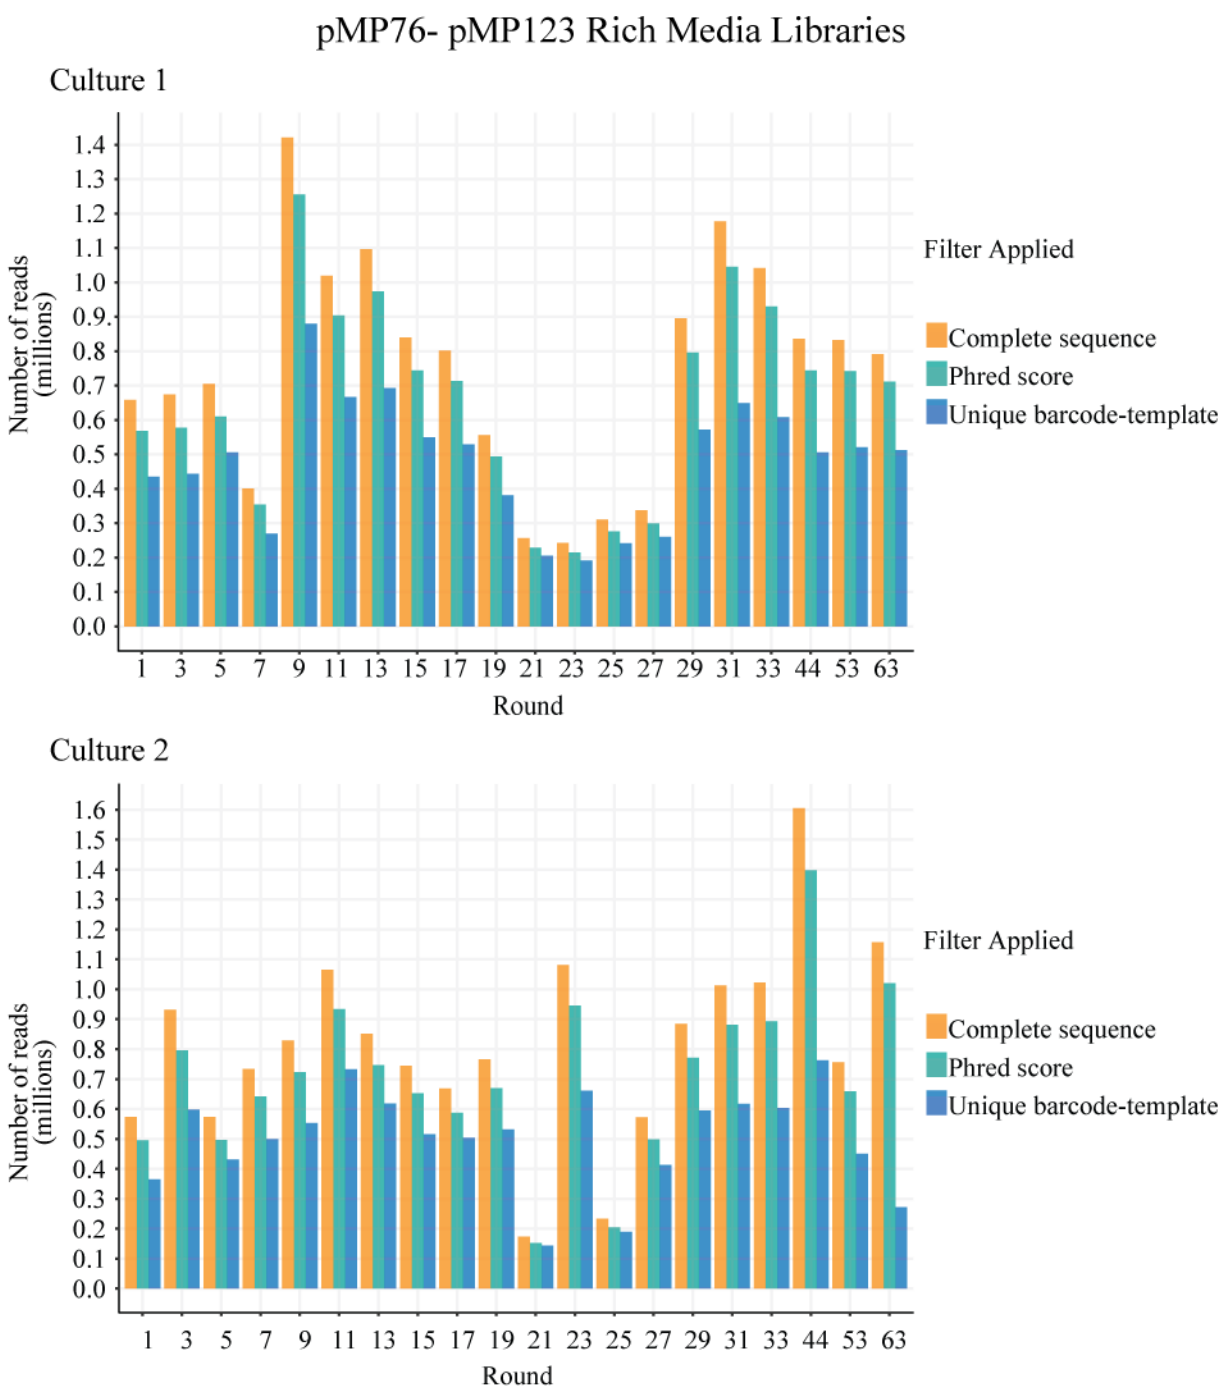 pMP76- pMP123 Rich Media Libraries
Culture 1
Number of reads
(millions)
1.4
1.3
1.2
1.1
1.0
0.9
0.8
0.7
0.6
0.5
0.4
0.3
0.2
0.1
0.0
1 3 5 7 9 11 13 15 17 19 21 23 25 27 29 31 33 44 53 63
Round
Filter Applied
Complete sequence
Phred score
Unique barcode-template
Culture 2
Number of reads
(millions)
1.6
1.5
1.4
1.3
1.2
1.1
1.0
0.9
0.8
0.7
0.6
0.5
0.4
0.3
0.2
0.1
0.0
1 3 5 7 9 11 13 15 17 19 21 23 25 27 29 31 33 44 53 63
Round
Filter Applied
Complete sequence
Phred score
Unique barcode-template